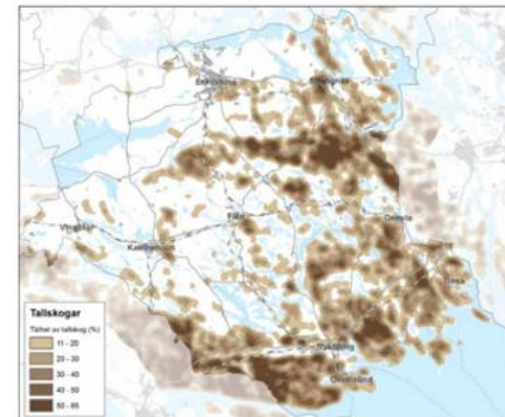 Eskilstuna
Strängnäs
Flen
Gnesta
Vingåker
Katrineholm
Trosa
Nyköping
Oxelösund
Tallskogar
Täthet av tallskog (%)
11 - 20
20 - 30
30 - 40
40 - 50
50 - 65